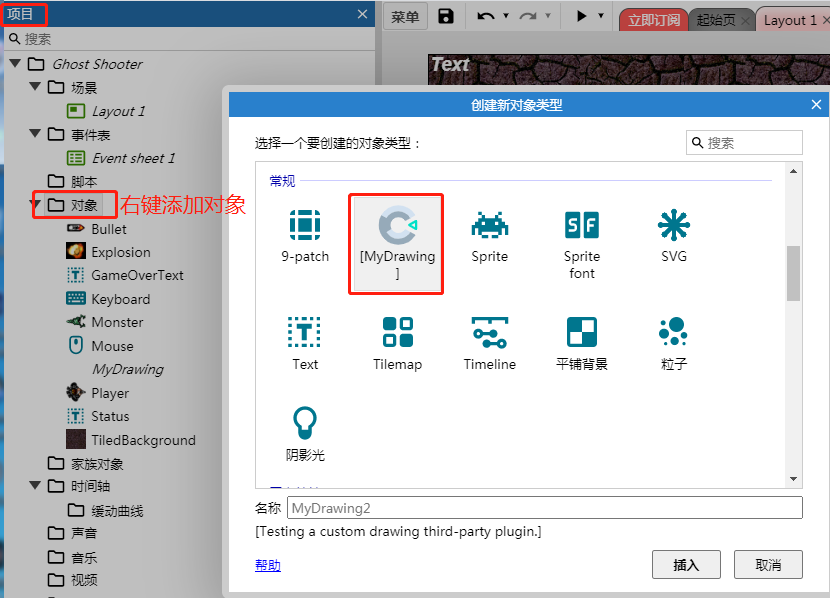 项目
菜单
立即订阅
起始页
Layout 1
搜索
Ghost Shooter
场景
Layout 1
事件表
Event sheet 1
脚本
对象
右键添加对象
Bullet
Explosion
GameOverText
Keyboard
Monster
Mouse
MyDrawing
Player
Status
TiledBackground
家族对象
时间轴
缓动曲线
声音
音乐
视频
Text
创建新对象类型
选择一个要创建的对象类型：
搜索
常规
9-patch
[MyDrawing
]
Sprite
Sprite
font
SVG
Text
Tilemap
Timeline
平铺背景
粒子
阴影光
名称
MyDrawing2
[Testing a custom drawing third-party plugin.]
帮助
插入
取消